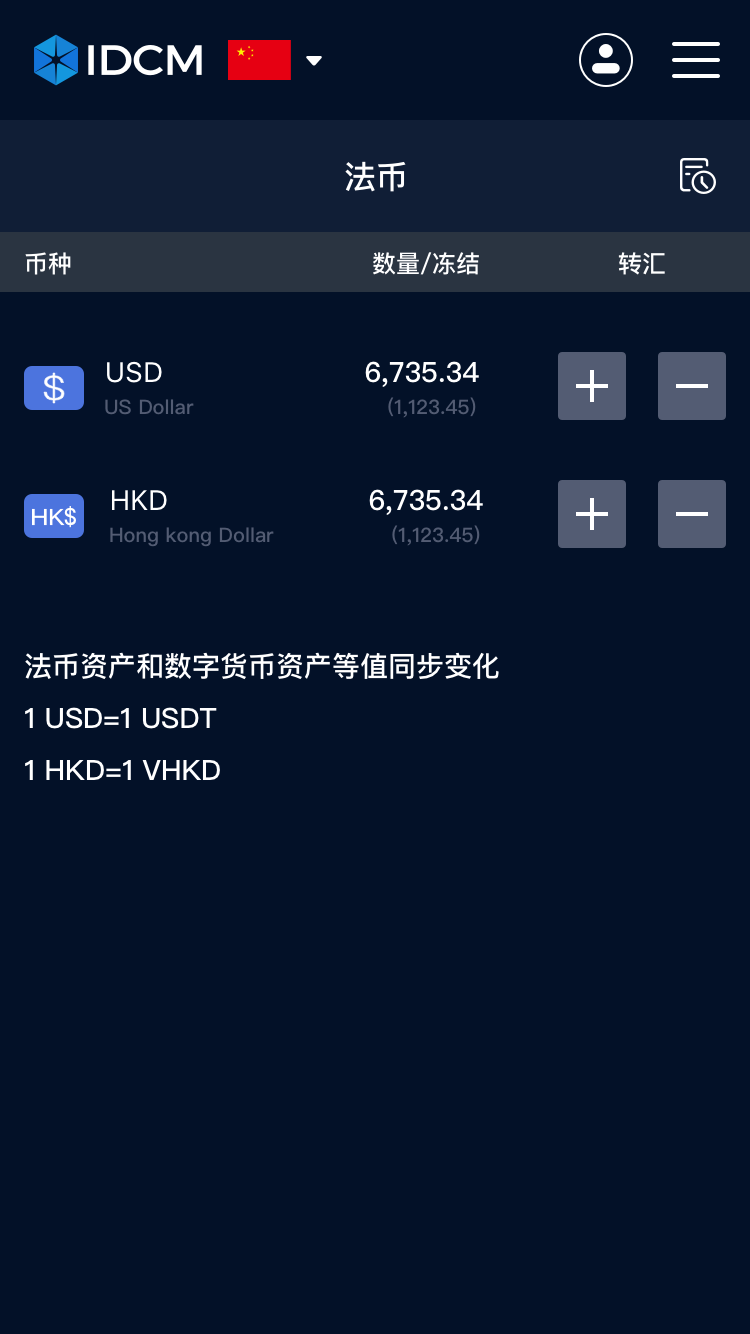 IDCM
法币
币种 数量/冻结 转汇
$ USD 6,735.34
US Dollar (1,123.45)
HK$ HKD 6,735.34
Hong kong Dollar (1,123.45)
法币资产和数字货币资产等值同步变化
1 USD=1 USDT
1 HKD=1 VHKD